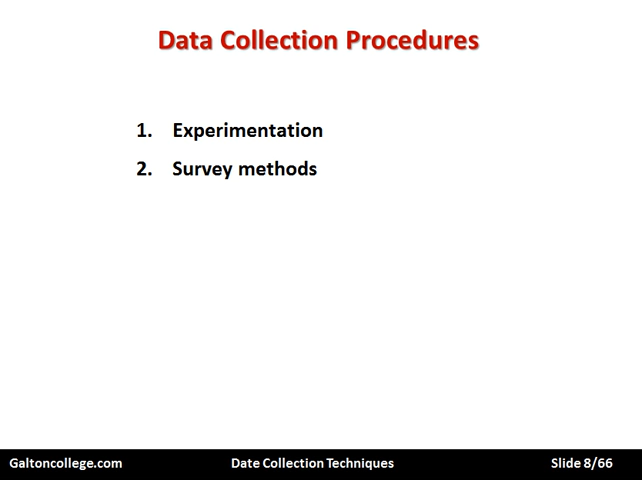 Data Collection Procedures
1. Experimentation
2. Survey methods
Galtoncollege.com Date Collection Techniques Slide 8/66